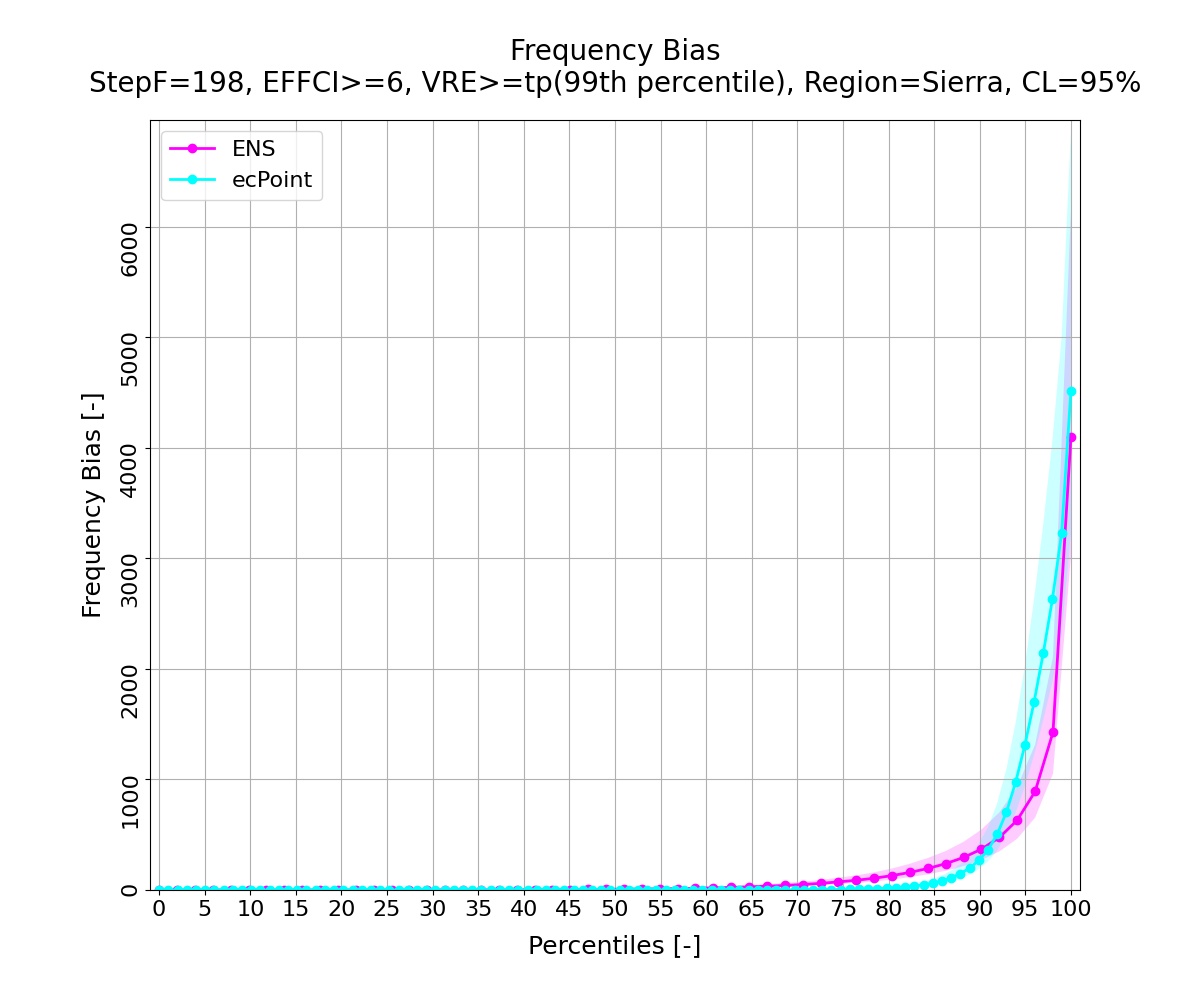 Frequency Bias
StepF=198, EFFCI>=6, VRE>=tp(99th percentile), Region=Sierra, CL=95%
ENS
ecPoint
Frequency Bias [-]
6000
5000
4000
3000
2000
1000
0
0 5 10 15 20 25 30 35 40 45 50 55 60 65 70 75 80 85 90 95 100
Percentiles [-]